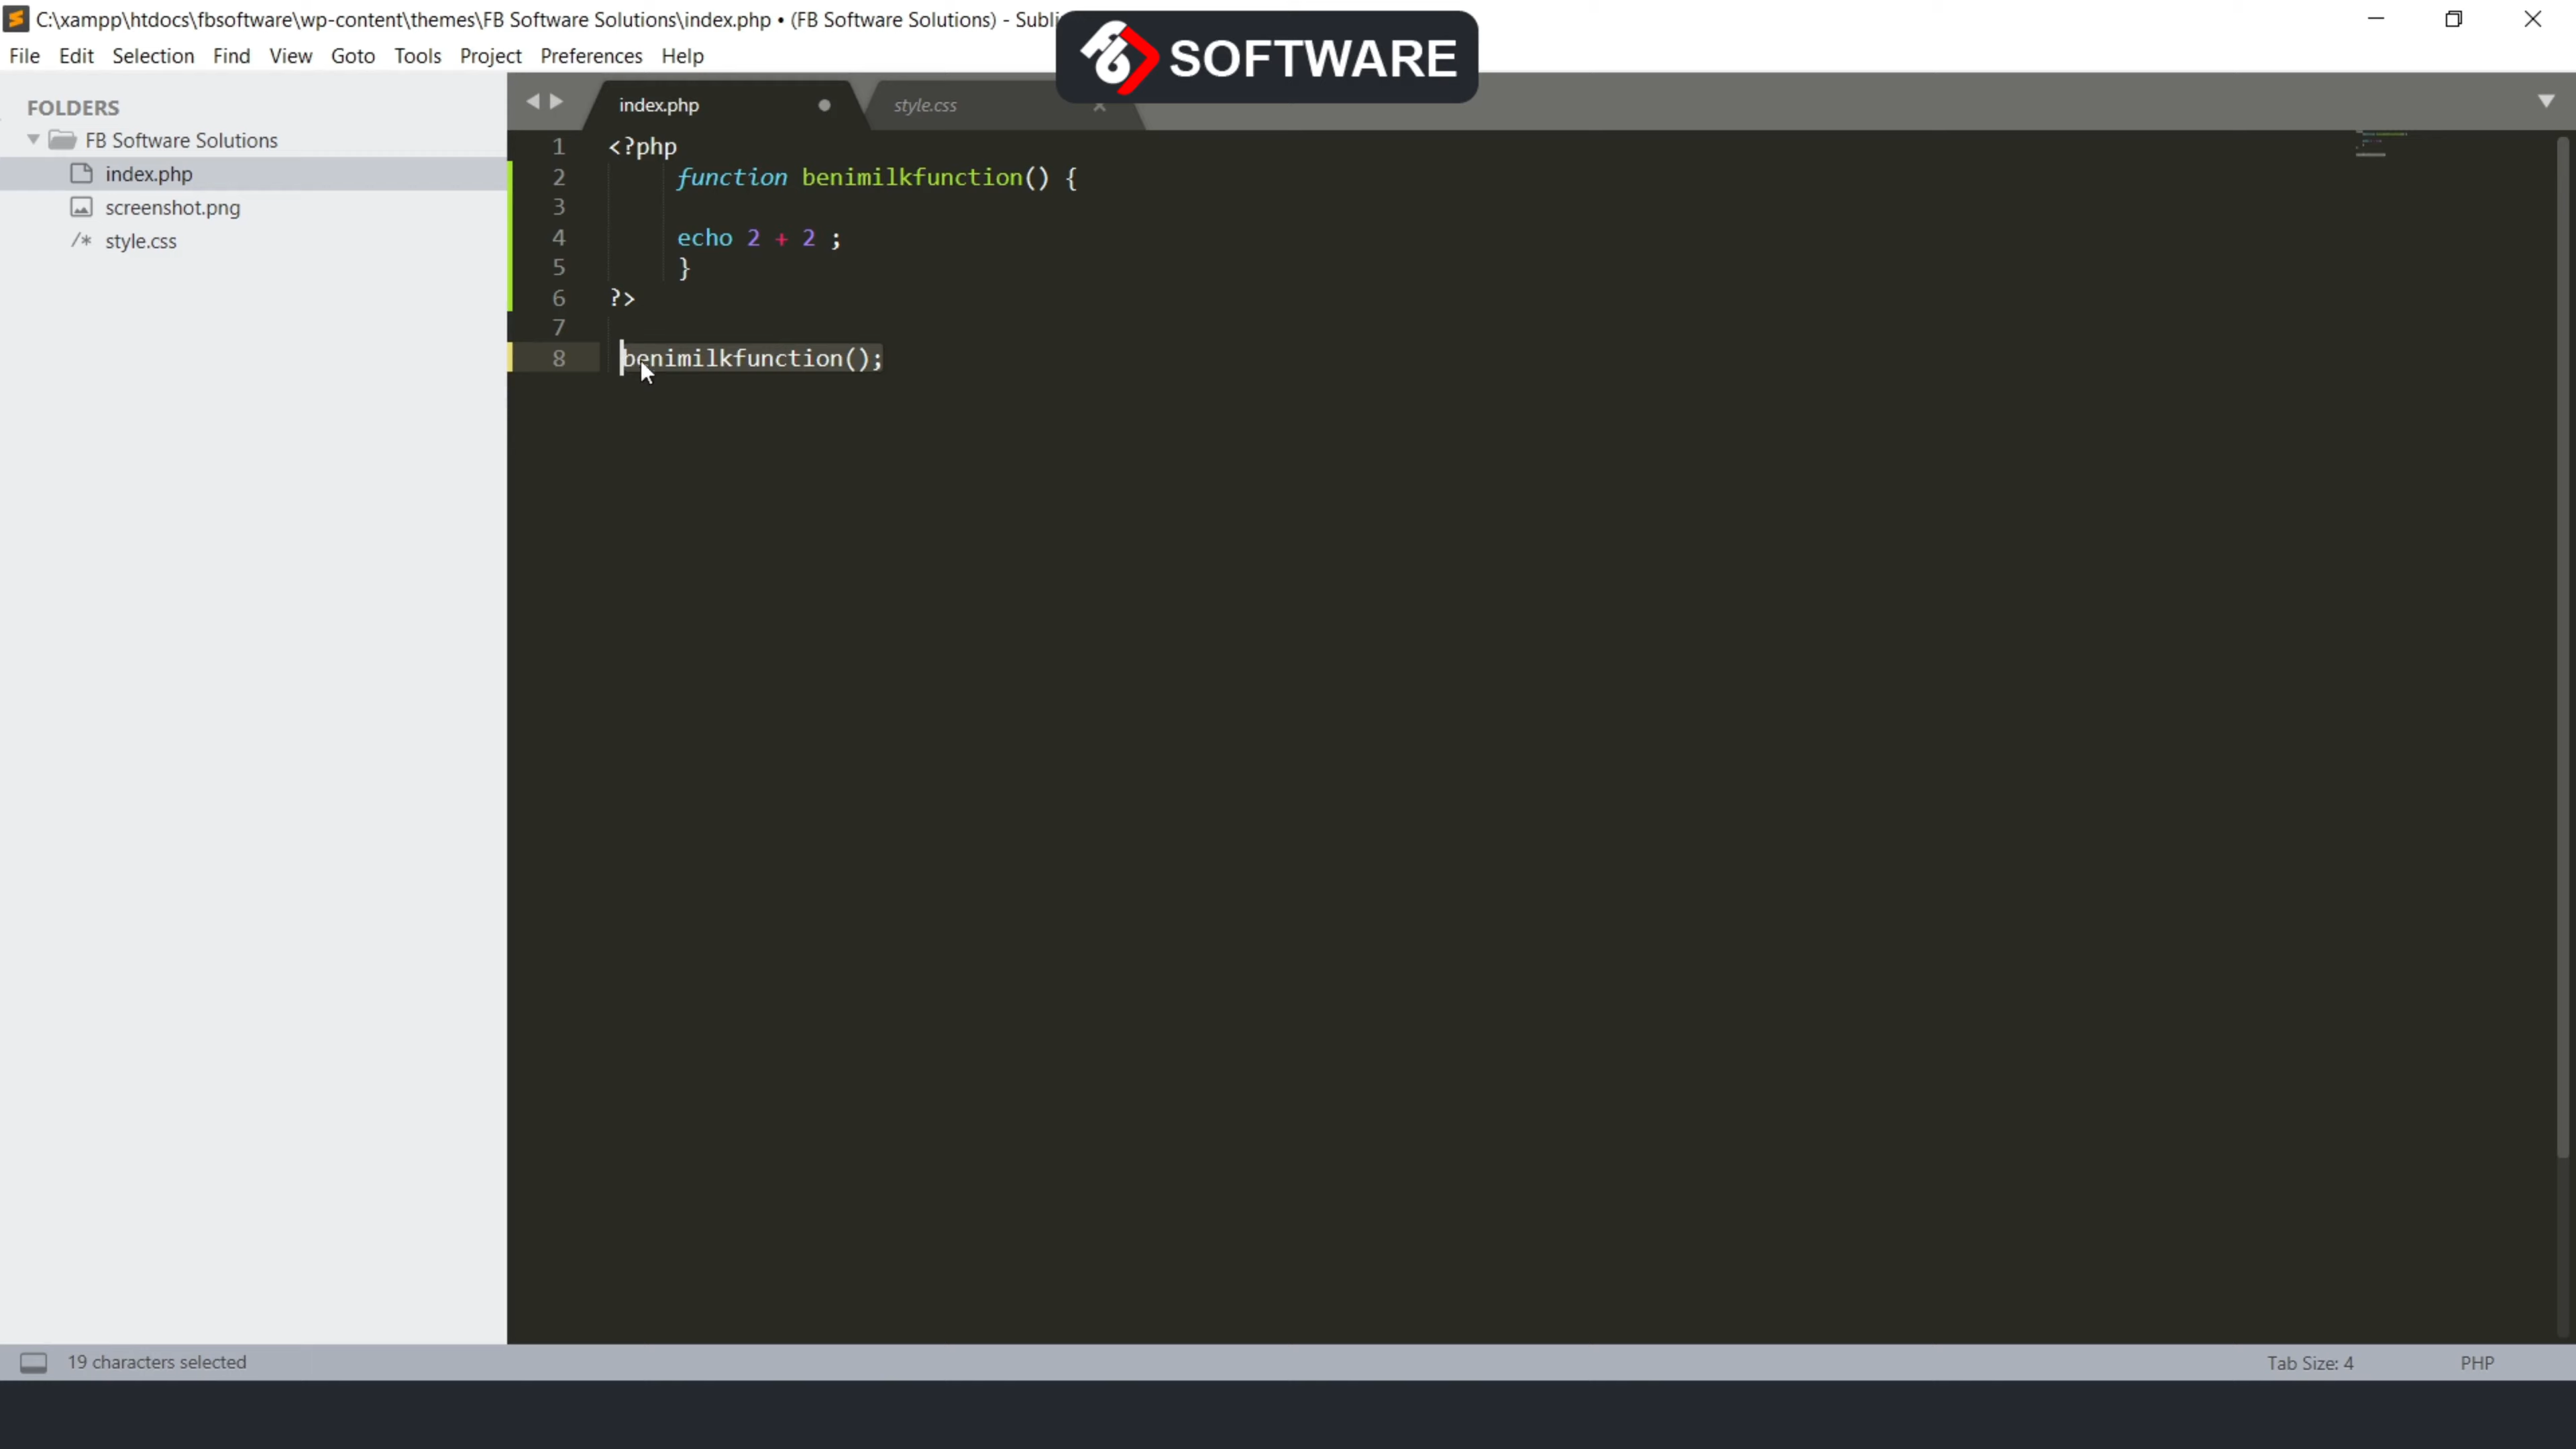 C:\xampp\htdocs\fbsoftware\wp-content\themes\FB Software Solutions\index.php • (FB Software Solutions) - Subli
SOFTWARE
File Edit Selection Find View Goto Tools Project Preferences Help
FOLDERS
FB Software Solutions
index.php
screenshot.png
/* style.css
index.php style.css
1 <?php
2 function benimilkfunction() {
3
4 echo 2 + 2 ;
5 }
6 ?>
7
8 benimilkfunction();
19 characters selected Tab Size: 4 PHP